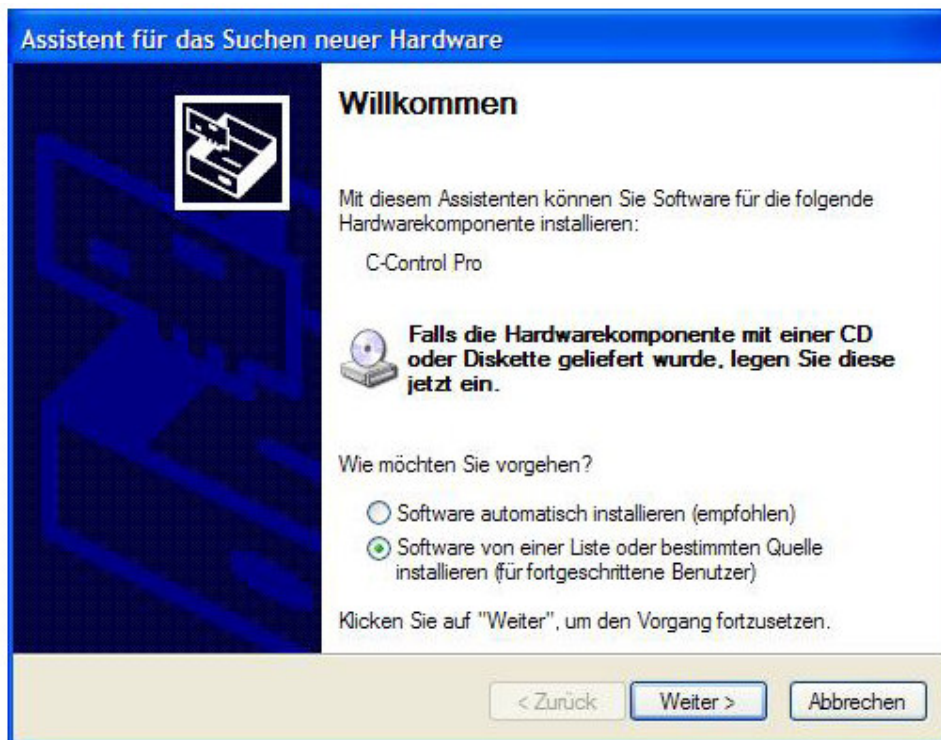 Assistent für das Suchen neuer Hardware
Willkommen
Mit diesem Assistenten können Sie Software für die folgende
Hardwarekomponente installieren:
C-Control Pro
Falls die Hardwarekomponente mit einer CD
oder Diskette geliefert wurde, legen Sie diese
jetzt ein.
Wie möchten Sie vorgehen?
Software automatisch installieren (empfohlen)
Software von einer Liste oder bestimmten Quelle
installieren (für fortgeschrittene Benutzer)
Klicken Sie auf "Weiter", um den Vorgang fortzusetzen.
< Zurück Weiter > Abbrechen